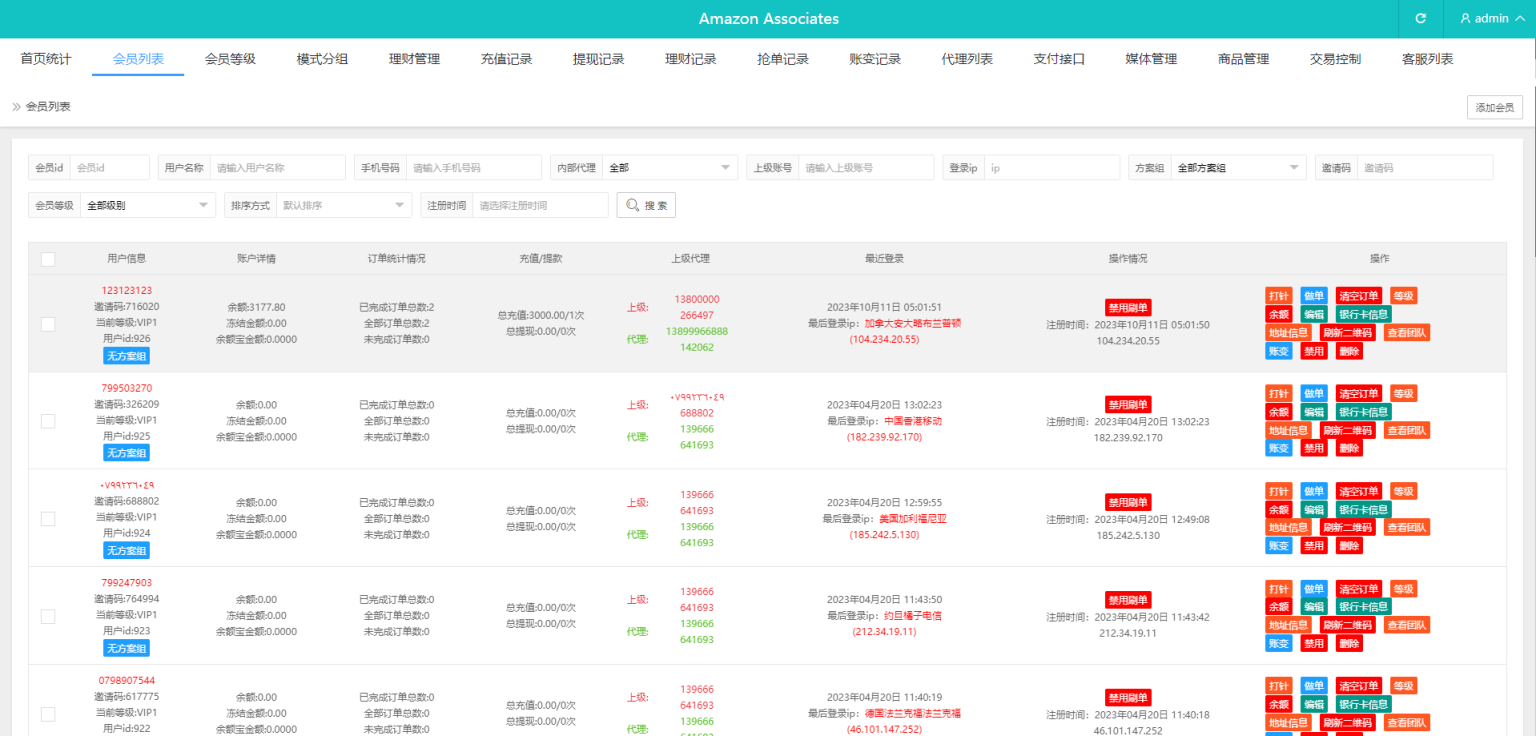 Amazon Associates
admin
首页统计 会员列表 会员等级 模式分组 理财管理 充值记录 提现记录 理财记录 抢单记录 账变记录 代理列表 支付接口 媒体管理 商品管理 交易控制 客服列表
会员列表 添加会员
会员id 会员id 用户名称 请输入用户名称 手机号码 请输入手机号码 内部代理 全部 上级账号 请输入上级账号 登录ip ip 方案组 全部方案组 邀请码 邀请码
会员等级 全部级别 排序方式 默认排序 注册时间 请选择注册时间 搜 索
用户信息 账户详情 订单统计情况 充值/提款 上级代理 最近登录 操作情况 操作
123123123
邀请码:716020
当前等级:VIP1
用户id:926
无方案组
余额:3177.80
冻结金额:0.00
余额宝金额:0.0000
已完成订单总数:2
全部订单总数:2
未完成订单总数:0
总充值:3000.00/1次
总提现:0.00/0次
上级: 13800000
266497
代理: 13899966888
142062
2023年10月11日 05:01:51
最后登录ip：加拿大安大略布兰普顿
(104.234.20.55)
禁用刷单
注册时间：2023年10月11日 05:01:50
104.234.20.55
打针 做单 清空订单 等级
余额 编辑 银行卡信息
地址信息 刷新二维码 查看团队
账变 禁用 删除
799503270
邀请码:326209
当前等级:VIP1
用户id:925
无方案组
余额:0.00
冻结金额:0.00
余额宝金额:0.0000
已完成订单总数:0
全部订单总数:0
未完成订单总数:0
总充值:0.00/0次
总提现:0.00/0次
上级: ٠٧٩٩٢٣٦٠٤٩
688802
代理: 139666
641693
2023年04月20日 13:02:23
最后登录ip：中国香港移动
(182.239.92.170)
禁用刷单
注册时间：2023年04月20日 13:02:23
182.239.92.170
打针 做单 清空订单 等级
余额 编辑 银行卡信息
地址信息 刷新二维码 查看团队
账变 禁用 删除
٠٧٩٩٢٣٦٠٤٩
邀请码:688802
当前等级:VIP1
用户id:924
无方案组
余额:0.00
冻结金额:0.00
余额宝金额:0.0000
已完成订单总数:0
全部订单总数:0
未完成订单总数:0
总充值:0.00/0次
总提现:0.00/0次
上级: 139666
641693
代理: 139666
641693
2023年04月20日 12:59:55
最后登录ip：美国加利福尼亚
(185.242.5.130)
禁用刷单
注册时间：2023年04月20日 12:49:08
185.242.5.130
打针 做单 清空订单 等级
余额 编辑 银行卡信息
地址信息 刷新二维码 查看团队
账变 禁用 删除
799247903
邀请码:764994
当前等级:VIP1
用户id:923
无方案组
余额:0.00
冻结金额:0.00
余额宝金额:0.0000
已完成订单总数:0
全部订单总数:0
未完成订单总数:0
总充值:0.00/0次
总提现:0.00/0次
上级: 139666
641693
代理: 139666
641693
2023年04月20日 11:43:50
最后登录ip：约旦橘子电信
(212.34.19.11)
禁用刷单
注册时间：2023年04月20日 11:43:42
212.34.19.11
打针 做单 清空订单 等级
余额 编辑 银行卡信息
地址信息 刷新二维码 查看团队
账变 禁用 删除
0798907544
邀请码:617775
当前等级:VIP1
用户id:922
余额:0.00
冻结金额:0.00
余额宝金额:0.0000
已完成订单总数:0
全部订单总数:0
未完成订单总数:0
总充值:0.00/0次
总提现:0.00/0次
上级: 139666
641693
代理: 139666
2023年04月20日 11:40:19
最后登录ip：德国法兰克福法兰克福
(46.101.147.252)
禁用刷单
注册时间：2023年04月20日 11:40:18
46.101.147.252
打针 做单 清空订单 等级
余额 编辑 银行卡信息
地址信息 刷新二维码 查看团队